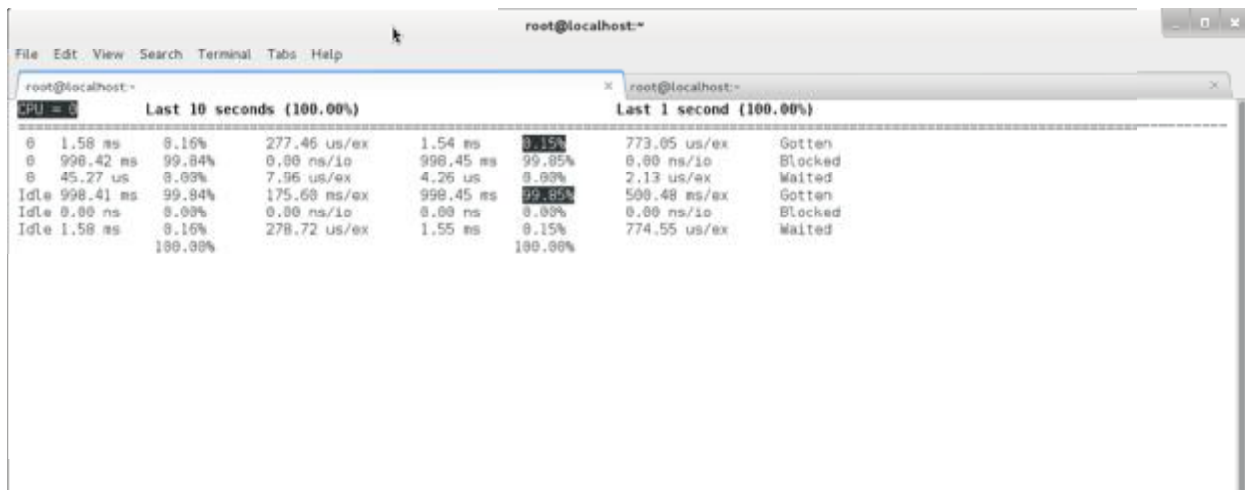 root@localhost:~
File Edit View Search Terminal Tabs Help
root@localhost:~ × root@localhost:~ ×
CPU = 0 Last 10 seconds (100.00%) Last 1 second (100.00%)
0 1.58 ms 0.16% 277.46 us/ex 1.54 ms 0.15% 773.05 us/ex Gotten
0 998.42 ms 99.84% 0.00 ns/io 998.45 ms 99.85% 0.00 ns/io Blocked
0 45.27 us 0.00% 7.96 us/ex 4.26 us 0.00% 2.13 us/ex Waited
Idle 998.41 ms 99.84% 175.60 ms/ex 998.45 ms 99.85% 500.48 ms/ex Gotten
Idle 0.00 ns 0.00% 0.00 ns/io 0.00 ns 0.00% 0.00 ns/io Blocked
Idle 1.58 ms 0.16% 278.72 us/ex 1.55 ms 0.15% 774.55 us/ex Waited
100.00% 100.00%